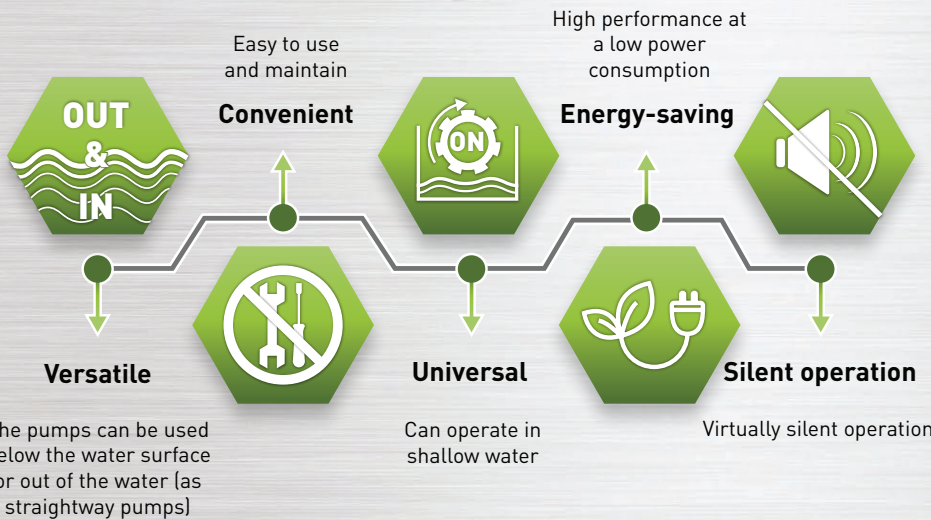 OUT
&
IN
Versatile
he pumps can be used
elow the water surface
or out of the water (as
straightway pumps)
Easy to use
and maintain
Convenient
ON
Universal
Can operate in
shallow water
High performance at
a low power
consumption
Energy-saving
Silent operation
Virtually silent operation